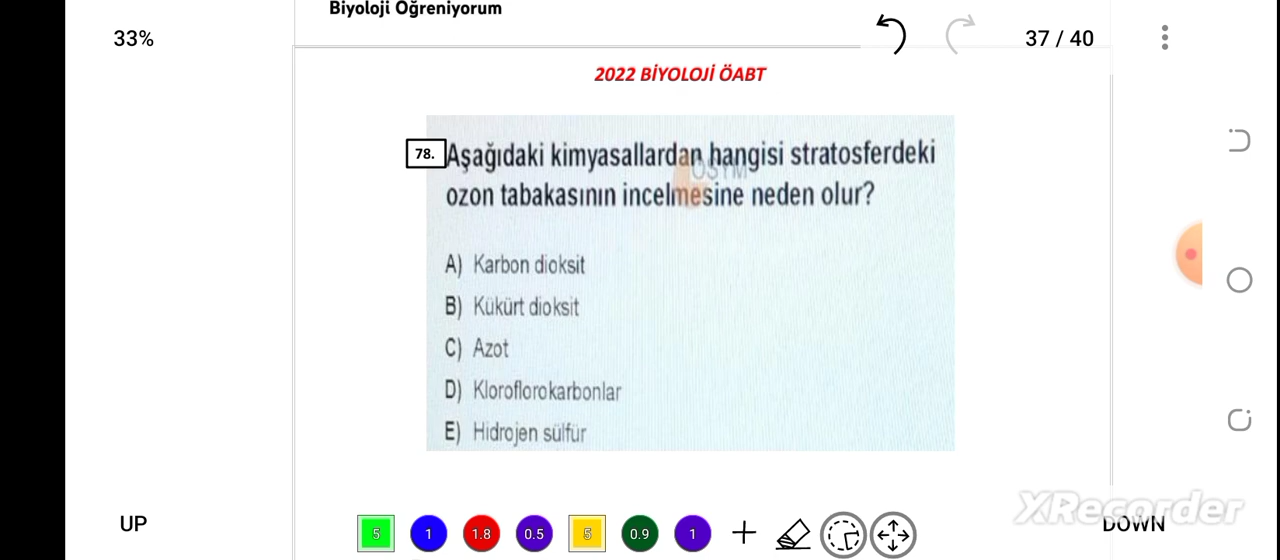 Biyoloji Öğreniyorum
33%
37 / 40
2022 BİYOLOJİ ÖABT
78. Aşağıdaki kimyasallardan hangisi stratosferdeki
ÖSYM
ozon tabakasının incelmesine neden olur?
A) Karbon dioksit
B) Kükürt dioksit
C) Azot
D) Kloroflorokarbonlar
E) Hidrojen sülfür
XRecorder
UP
DOWN
5 1 1.8 0.5 5 0.9 1